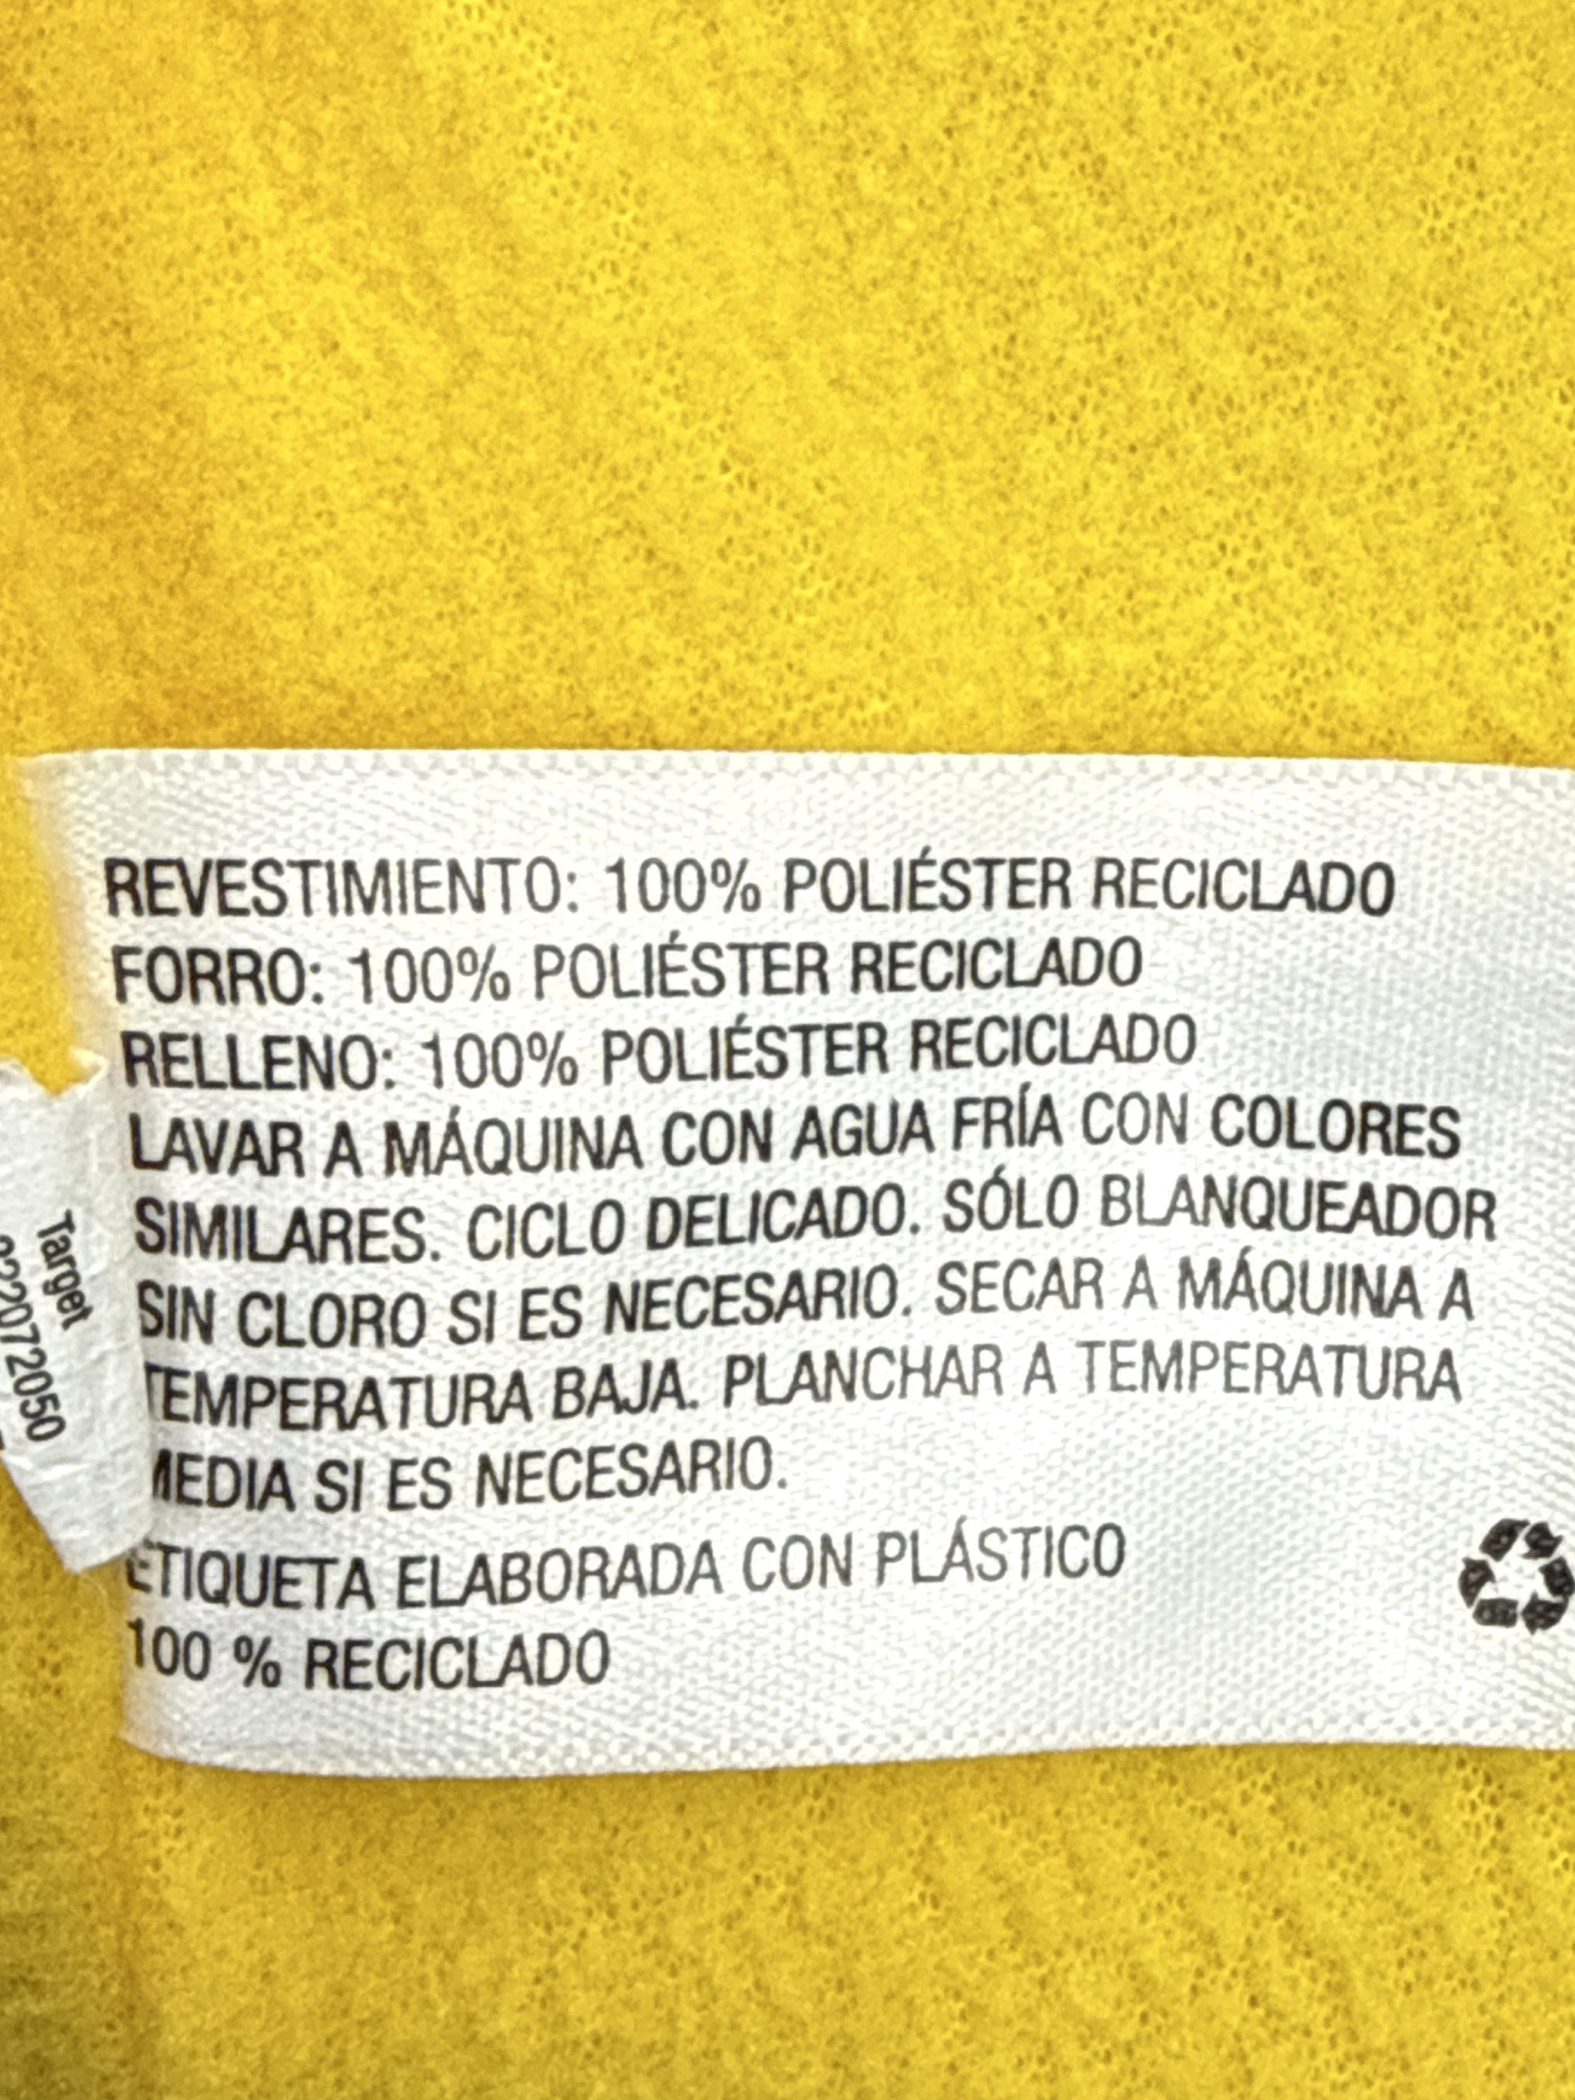 REVESTIMIENTO: 100% POLIÉSTER RECICLADO
FORRO: 100% POLIÉSTER RECICLADO
RELLENO: 100% POLIÉSTER RECICLADO
LAVAR A MÁQUINA CON AGUA FRÍA CON COLORES
SIMILARES. CICLO DELICADO. SÓLO BLANQUEADOR
SIN CLORO SI ES NECESARIO. SECAR A MÁQUINA A
TEMPERATURA BAJA. PLANCHAR A TEMPERATURA
MEDIA SI ES NECESARIO.
ETIQUETA ELABORADA CON PLÁSTICO
100 % RECICLADO
Target